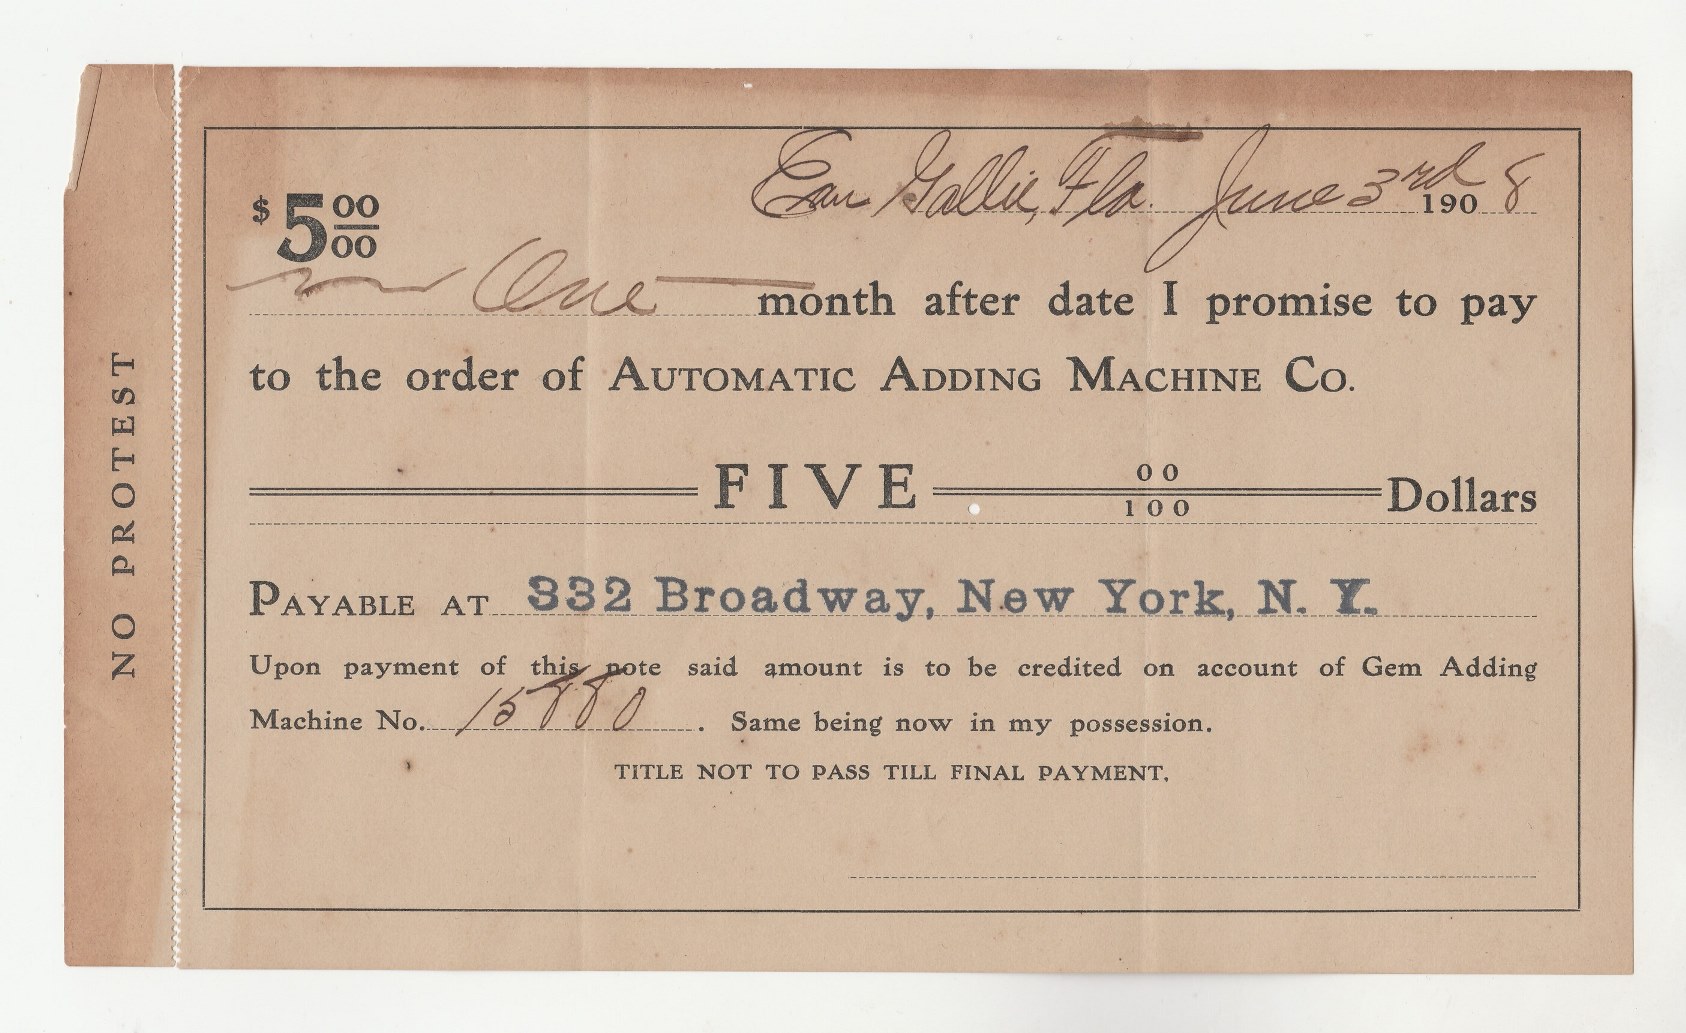 NO PROTEST
Eau Gallie, Fla. June 3rd 1908
$5 00/00
One month after date I promise to pay
to the order of AUTOMATIC ADDING MACHINE CO.
FIVE 00/100 Dollars
PAYABLE AT 332 Broadway, New York, N. Y.
Upon payment of this note said amount is to be credited on account of Gem Adding
Machine No. 15880. Same being now in my possession.
TITLE NOT TO PASS TILL FINAL PAYMENT.